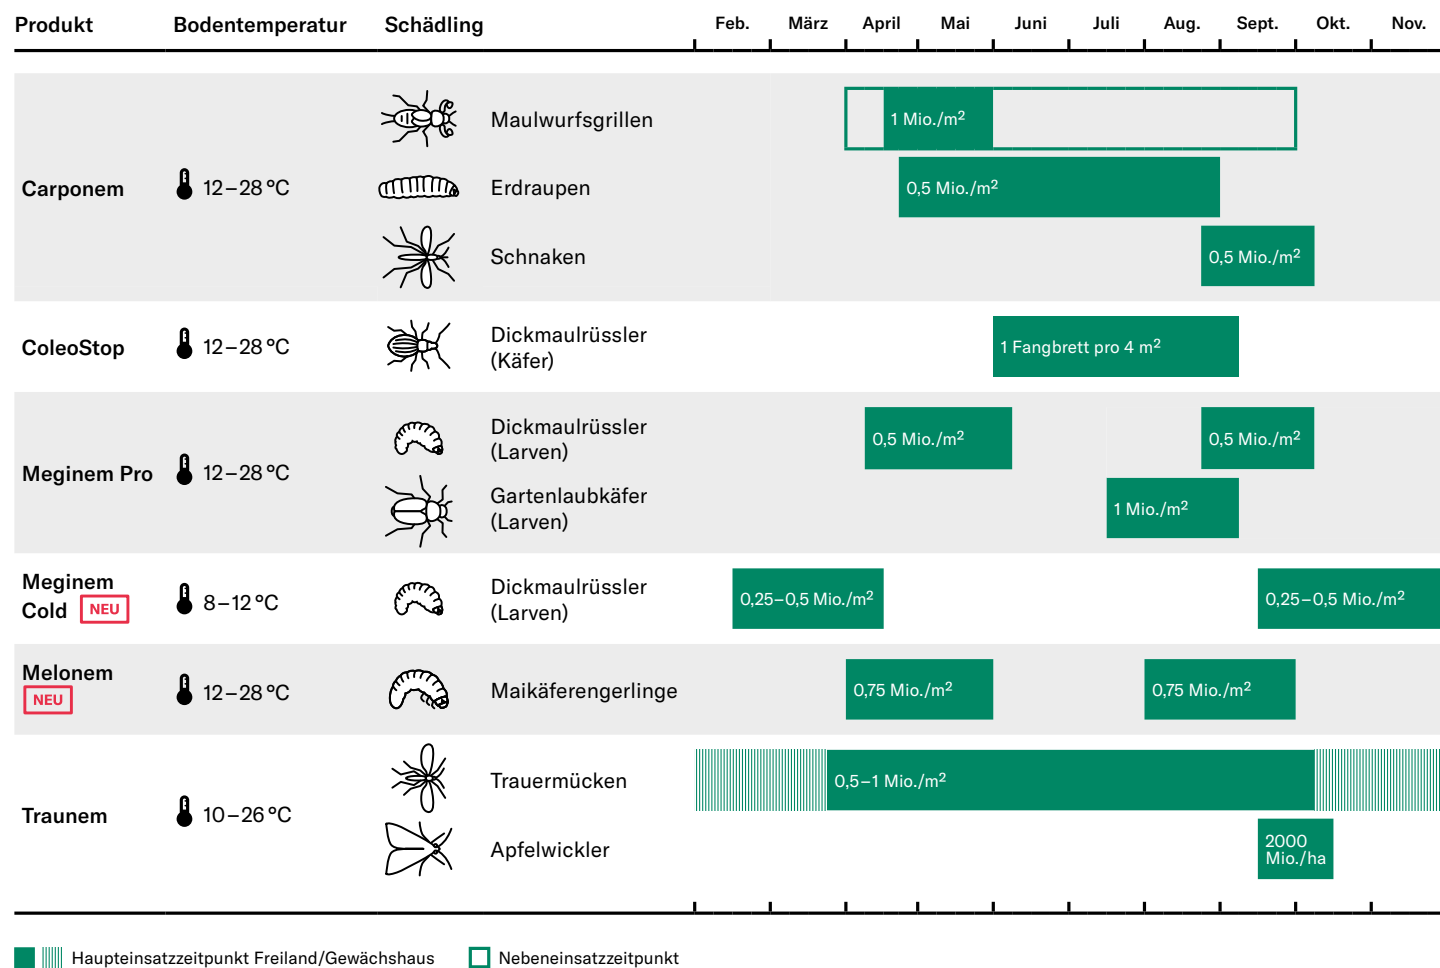 Produkt Bodentemperatur Schädling Feb. März April Mai Juni Juli Aug. Sept. Okt. Nov.
Maulwurfsgrillen 1 Mio./m²
Carponem 12–28 °C Erdraupen 0,5 Mio./m²
Schnaken 0,5 Mio./m²
ColeoStop 12–28 °C Dickmaulrüssler
(Käfer) 1 Fangbrett pro 4 m²
Meginem Pro 12–28 °C Dickmaulrüssler
(Larven) 0,5 Mio./m² 0,5 Mio./m²
Gartenlaubkäfer
(Larven) 1 Mio./m²
Meginem
Cold NEU 8–12 °C Dickmaulrüssler
(Larven) 0,25–0,5 Mio./m² 0,25–0,5 Mio./m²
Melonem
NEU 12–28 °C Maikäferengerlinge 0,75 Mio./m² 0,75 Mio./m²
Traunem 10–26 °C Trauermücken 0,5–1 Mio./m²
Apfelwickler 2000
Mio./ha
Haupteinsatzzeitpunkt Freiland/Gewächshaus Nebeneinsatzzeitpunkt